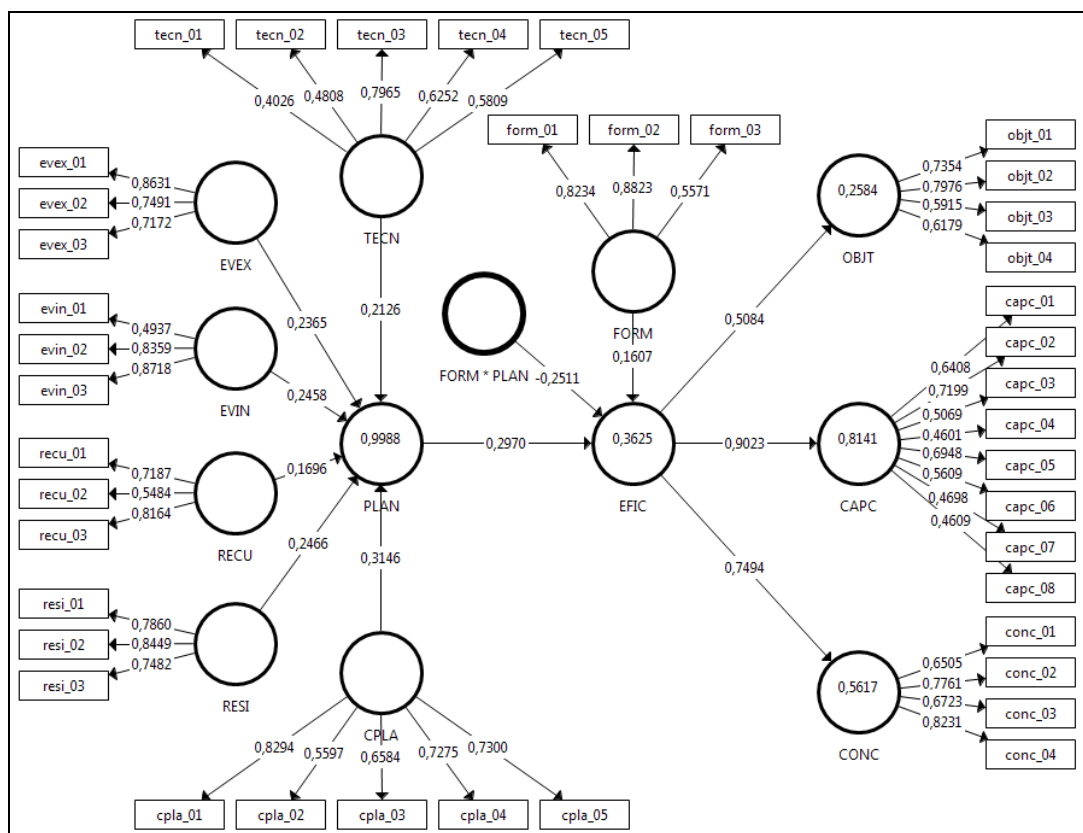 tecn_01 tecn_02 tecn_03 tecn_04 tecn_05
0,4026 0,4808 0,7965 0,6252 0,5809
TECN
form_01 form_02 form_03
0,8234 0,8823 0,5571
FORM
evex_01
evex_02
evex_03
0,8631
0,7491
0,7172
EVEX
evin_01
evin_02
evin_03
0,4937
0,8359
0,8718
EVIN
recu_01
recu_02
recu_03
0,7187
0,5484
0,8164
RECU
resi_01
resi_02
resi_03
0,7860
0,8449
0,7482
RESI
0,2126
0,2365
0,2458
0,1696
0,2466
0,3146
0,9988
PLAN
CPLA
0,8294 0,5597 0,6584 0,7275 0,7300
cpla_01 cpla_02 cpla_03 cpla_04 cpla_05
FORM * PLAN
-0,2511
0,1607
0,2970
0,3625
EFIC
0,5084
0,9023
0,7494
0,2584
OBJT
0,7354
0,7976
0,5915
0,6179
objt_01
objt_02
objt_03
objt_04
0,8141
CAPC
0,6408
0,7199
0,5069
0,4601
0,6948
0,5609
0,4698
0,4609
capc_01
capc_02
capc_03
capc_04
capc_05
capc_06
capc_07
capc_08
0,5617
CONC
0,6505
0,7761
0,6723
0,8231
conc_01
conc_02
conc_03
conc_04